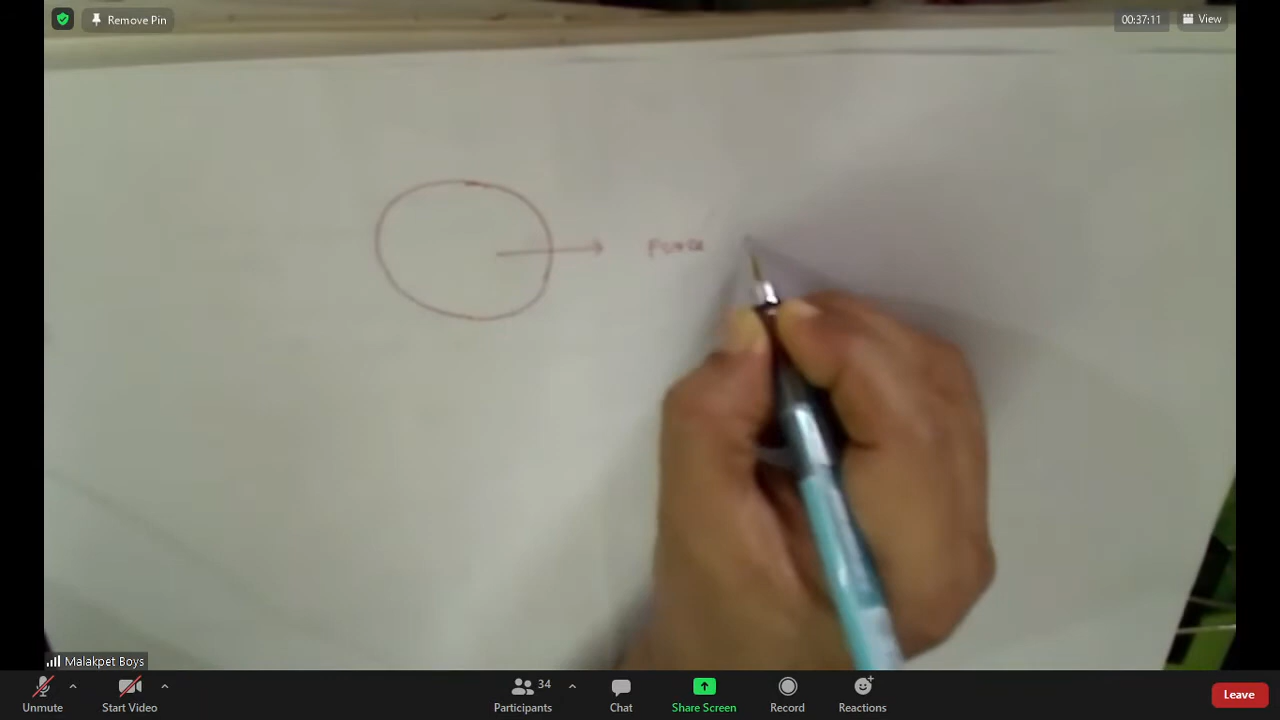 Remove Pin
00:37:11
View
Force
Malakpet Boys
Unmute
Start Video
34
Participants
Chat
Share Screen
Record
Reactions
Leave